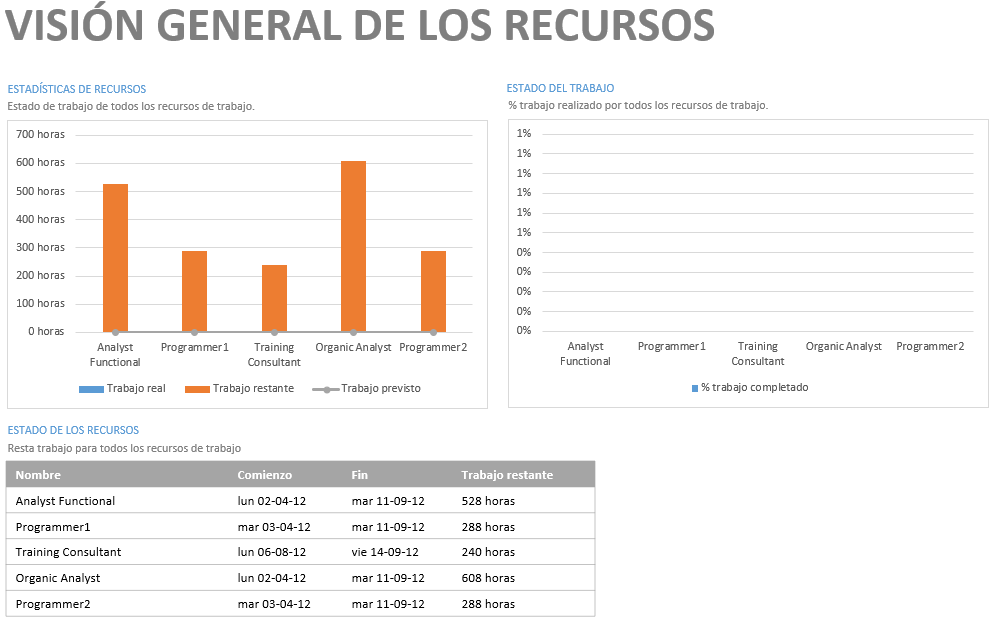 VISIÓN GENERAL DE LOS RECURSOS
ESTADÍSTICAS DE RECURSOS
Estado de trabajo de todos los recursos de trabajo.
700 horas
600 horas
500 horas
400 horas
300 horas
200 horas
100 horas
0 horas
Analyst Functional
Programmer1
Training Consultant
Organic Analyst
Programmer2
Trabajo real
Trabajo restante
Trabajo previsto
ESTADO DEL TRABAJO
% trabajo realizado por todos los recursos de trabajo.
1%
1%
1%
1%
1%
1%
0%
0%
0%
0%
0%
Analyst Functional
Programmer1
Training Consultant
Organic Analyst
Programmer2
% trabajo completado
ESTADO DE LOS RECURSOS
Resta trabajo para todos los recursos de trabajo
Nombre Comienzo Fin Trabajo restante
Analyst Functional lun 02-04-12 mar 11-09-12 528 horas
Programmer1 mar 03-04-12 mar 11-09-12 288 horas
Training Consultant lun 06-08-12 vie 14-09-12 240 horas
Organic Analyst lun 02-04-12 mar 11-09-12 608 horas
Programmer2 mar 03-04-12 mar 11-09-12 288 horas